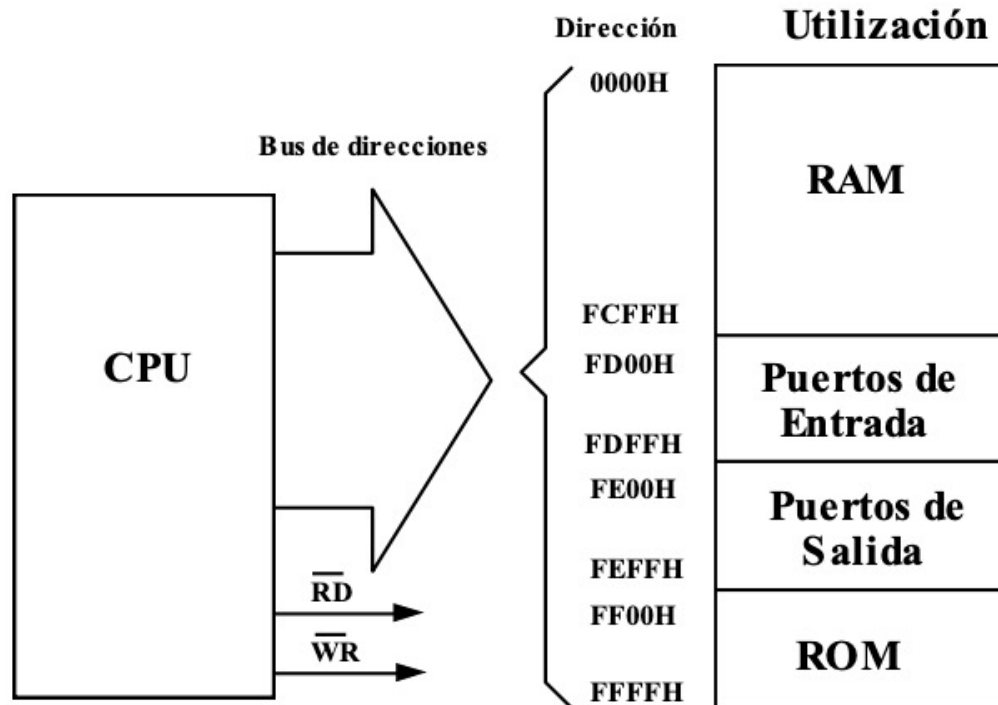 Dirección
Utilización
0000H
Bus de direcciones
RAM
CPU
FCFFH
FD00H
Puertos de
Entrada
FDFFH
FE00H
Puertos de
Salida
FEFFH
RD
FF00H
WR
ROM
FFFFH